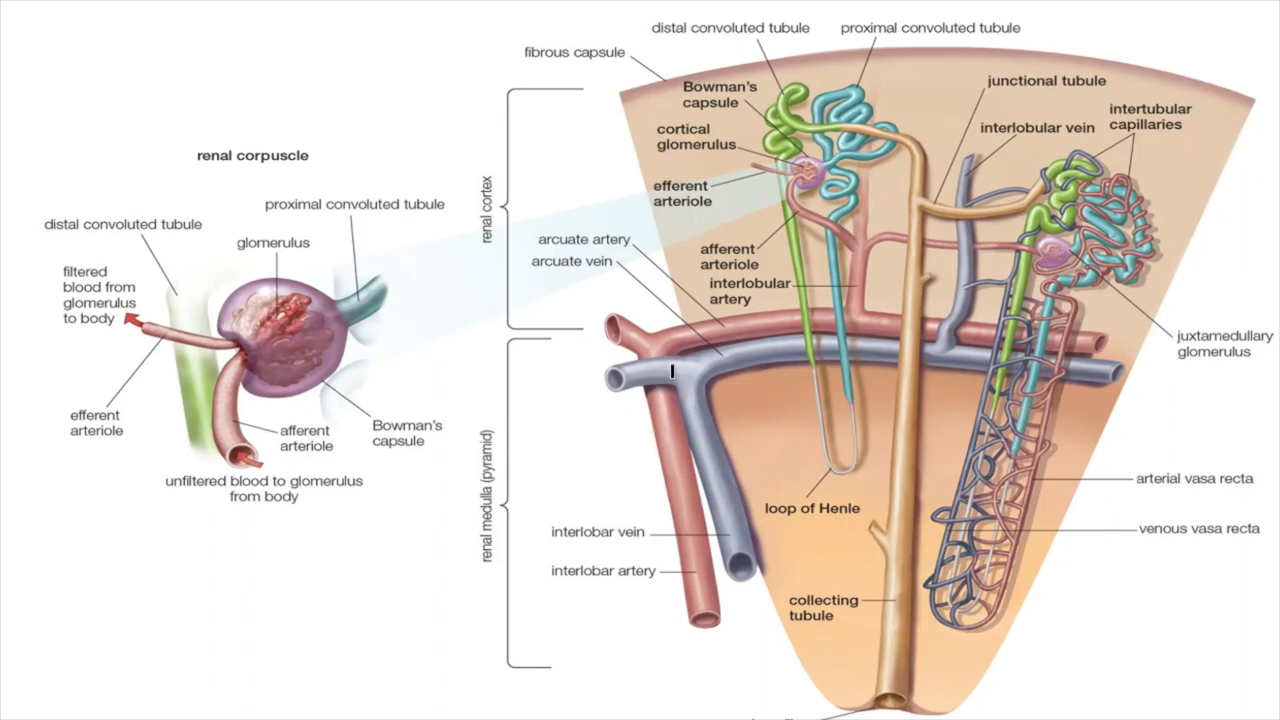 renal corpuscle
distal convoluted tubule
proximal convoluted tubule
glomerulus
filtered
blood from
glomerulus
to body
efferent
arteriole
afferent
arteriole
Bowman's
capsule
unfiltered blood to glomerulus
from body
distal convoluted tubule
proximal convoluted tubule
fibrous capsule
Bowman's
capsule
junctional tubule
intertubular
capillaries
cortical
glomerulus
interlobular vein
efferent
arteriole
renal cortex
arcuate artery
arcuate vein
afferent
arteriole
interlobular
artery
juxtamedullary
glomerulus
renal medulla (pyramid)
loop of Henle
arterial vasa recta
venous vasa recta
interlobar vein
interlobar artery
collecting
tubule